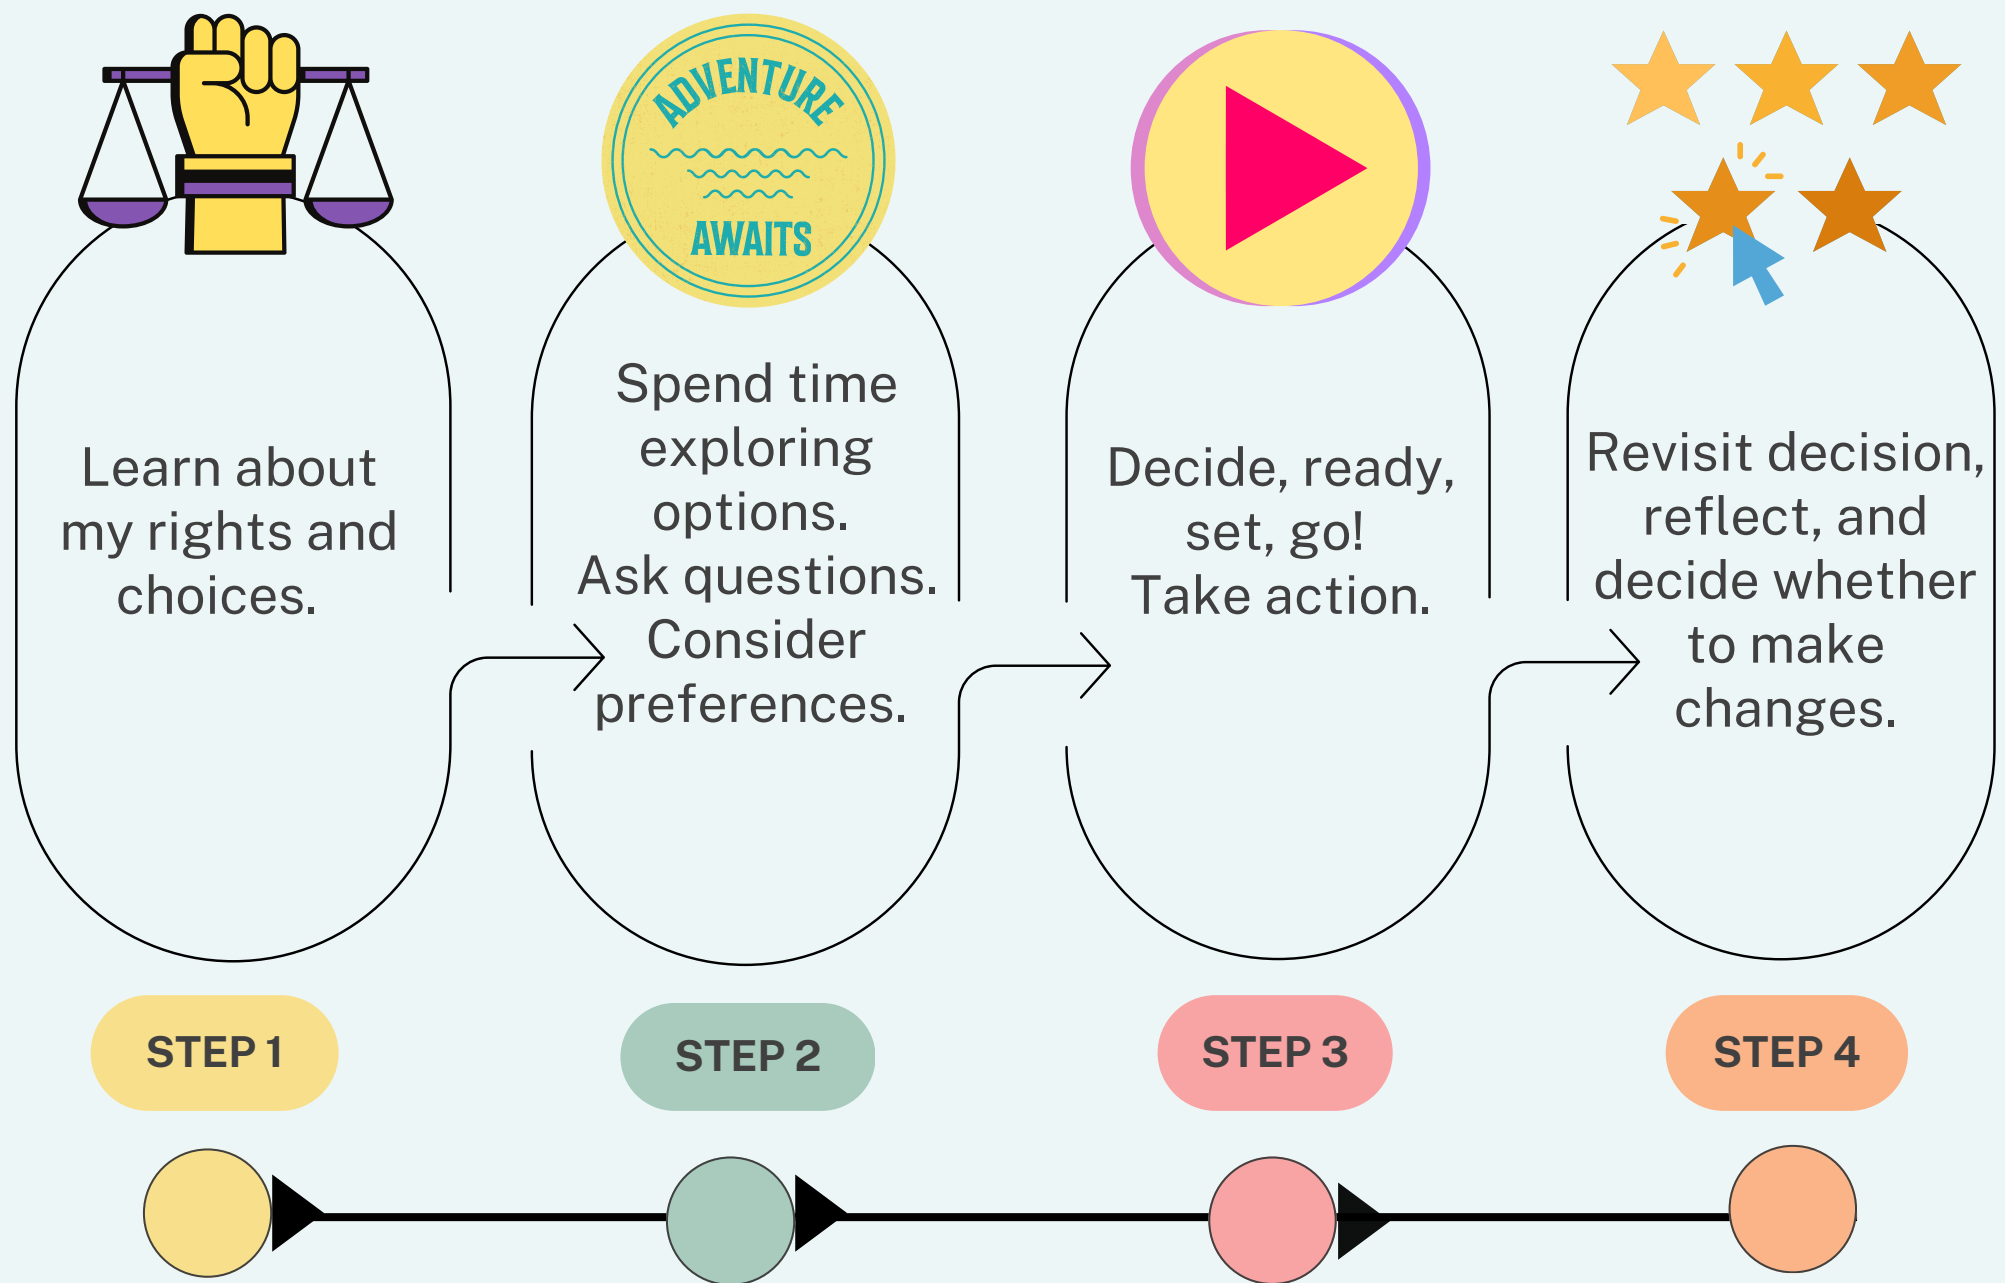 Learn about
my rights and
choices.
ADVENTURE
AWAITS
Spend time
exploring
options.
Ask questions.
Consider
preferences.
Decide, ready,
set, go!
Take action.
Revisit decision,
reflect, and
decide whether
to make
changes.
STEP 1
STEP 2
STEP 3
STEP 4